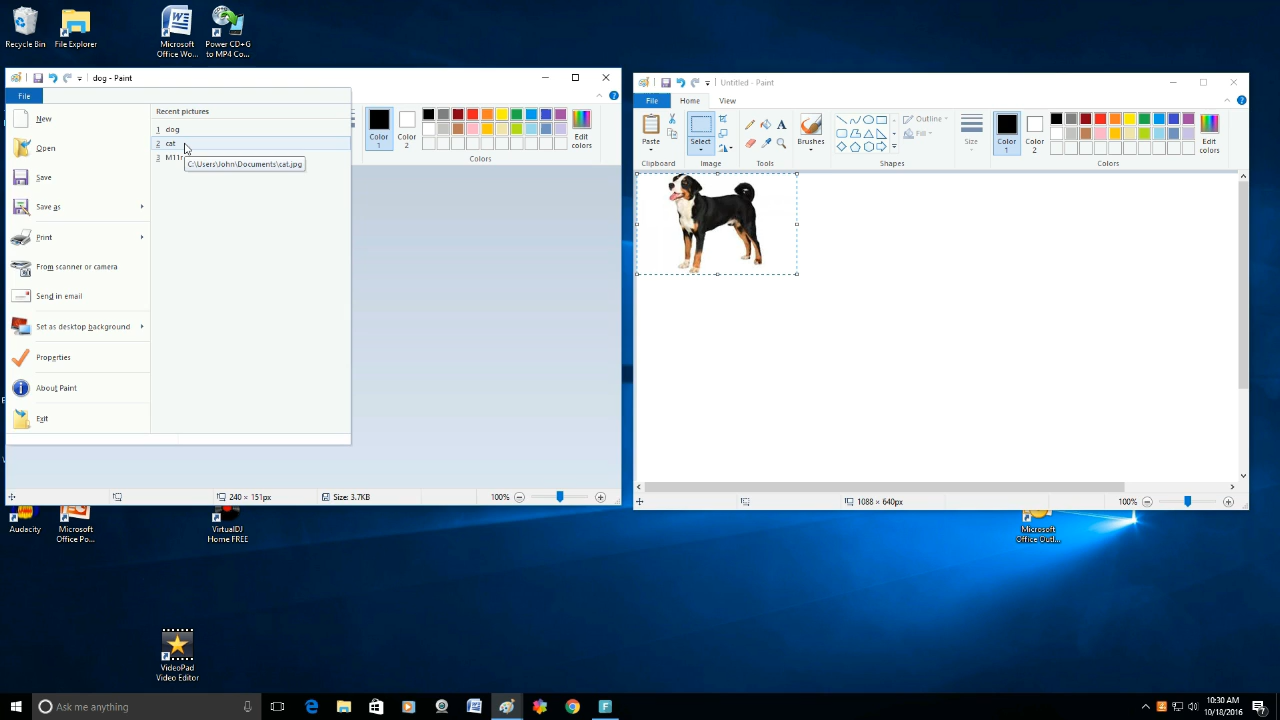 Recycle Bin
File Explorer
Microsoft
Office Wo...
Power CD+G
to MP4 Co...
dog - Paint
File
New
Open
Save
Save as
Print
From scanner or camera
Send in email
Set as desktop background
Properties
About Paint
Exit
Recent pictures
1 dog
2 cat
3
C:\Users\John\Documents\cat.jpg
Color
1
Color
2
Edit
colors
Colors
240 × 151px
Size: 3.7KB
100%
Untitled - Paint
File
Home
View
Paste
Clipboard
Select
Image
Tools
Brushes
Outline
Fill
Shapes
Size
Color
1
Color
2
Edit
colors
Colors
1088 × 640px
100%
Audacity
Microsoft
Office Po...
VirtualDJ
Home FREE
Microsoft
Office Outl...
VideoPad
Video Editor
Ask me anything
10:30 AM
10/18/2016